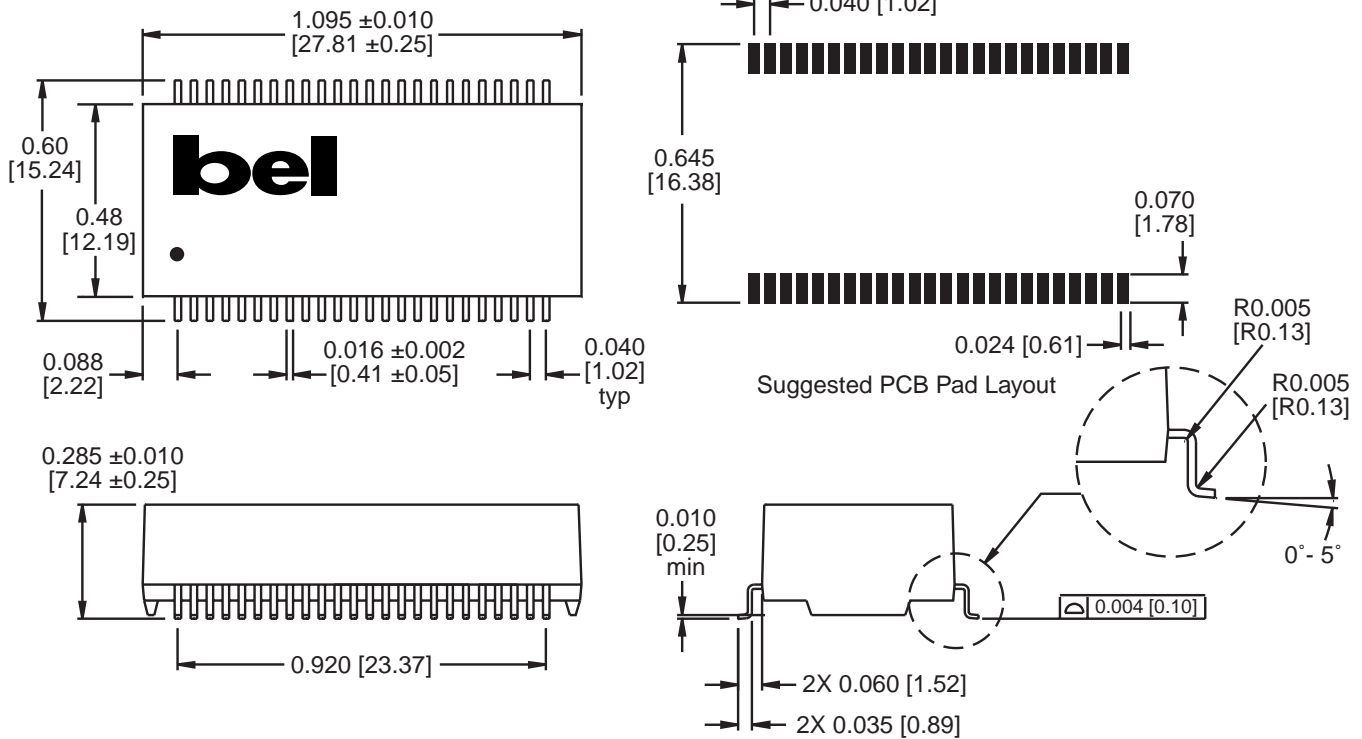 1.095 ±0.010
[27.81 ±0.25]
0.040 [1.02]
0.60
[15.24]
bel
0.48
[12.19]
0.645
[16.38]
0.070
[1.78]
0.088
[2.22]
0.016 ±0.002
[0.41 ±0.05]
0.040
[1.02]
typ
0.024 [0.61]
R0.005
[R0.13]
Suggested PCB Pad Layout
R0.005
[R0.13]
0.285 ±0.010
[7.24 ±0.25]
0.010
[0.25]
min
0°- 5°
0.004 [0.10]
0.920 [23.37]
2X 0.060 [1.52]
2X 0.035 [0.89]